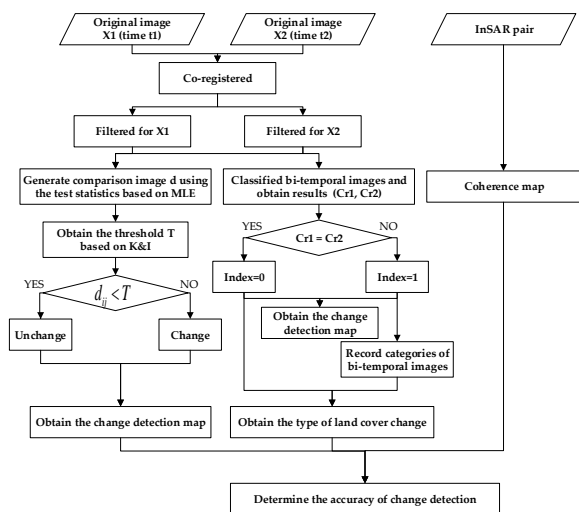 Original image
X1 (time t1)
Original image
X2 (time t2)
InSAR pair
Co-registered
Filtered for X1
Filtered for X2
Generate comparison image d using
the test statistics based on MLE
Classified bi-temporal images and
obtain results (Cr1, Cr2)
Coherence map
Obtain the threshold T
based on K&I
YES
NO
Cr1 = Cr2
YES
NO
d_ij < T
Index=0
Index=1
Unchange
Change
Obtain the change
detection map
Record categories of
bi-temporal images
Obtain the change detection map
Obtain the type of land cover change
Determine the accuracy of change detection